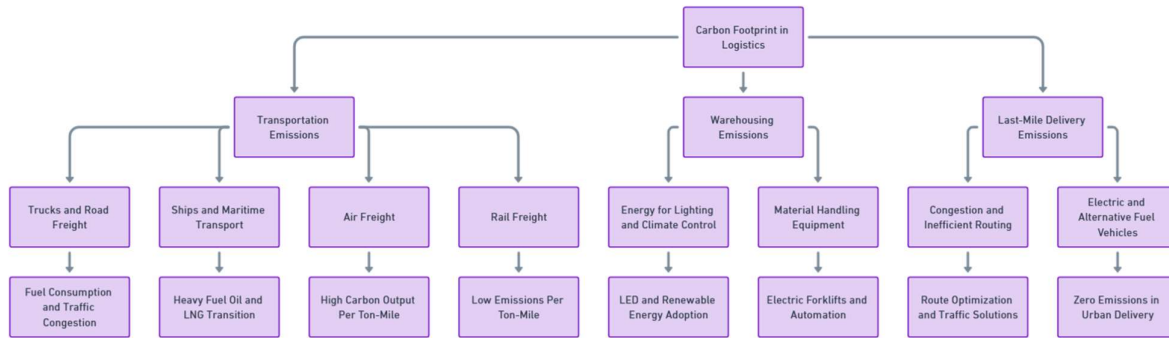 Carbon Footprint in
Logistics
Transportation
Emissions
Warehousing
Emissions
Last-Mile Delivery
Emissions
Trucks and Road
Freight
Ships and Maritime
Transport
Air Freight
Rail Freight
Energy for Lighting
and Climate Control
Material Handling
Equipment
Congestion and
Inefficient Routing
Electric and
Alternative Fuel
Vehicles
Fuel Consumption
and Traffic
Congestion
Heavy Fuel Oil and
LNG Transition
High Carbon Output
Per Ton-Mile
Low Emissions Per
Ton-Mile
LED and Renewable
Energy Adoption
Electric Forklifts and
Automation
Route Optimization
and Traffic Solutions
Zero Emissions in
Urban Delivery